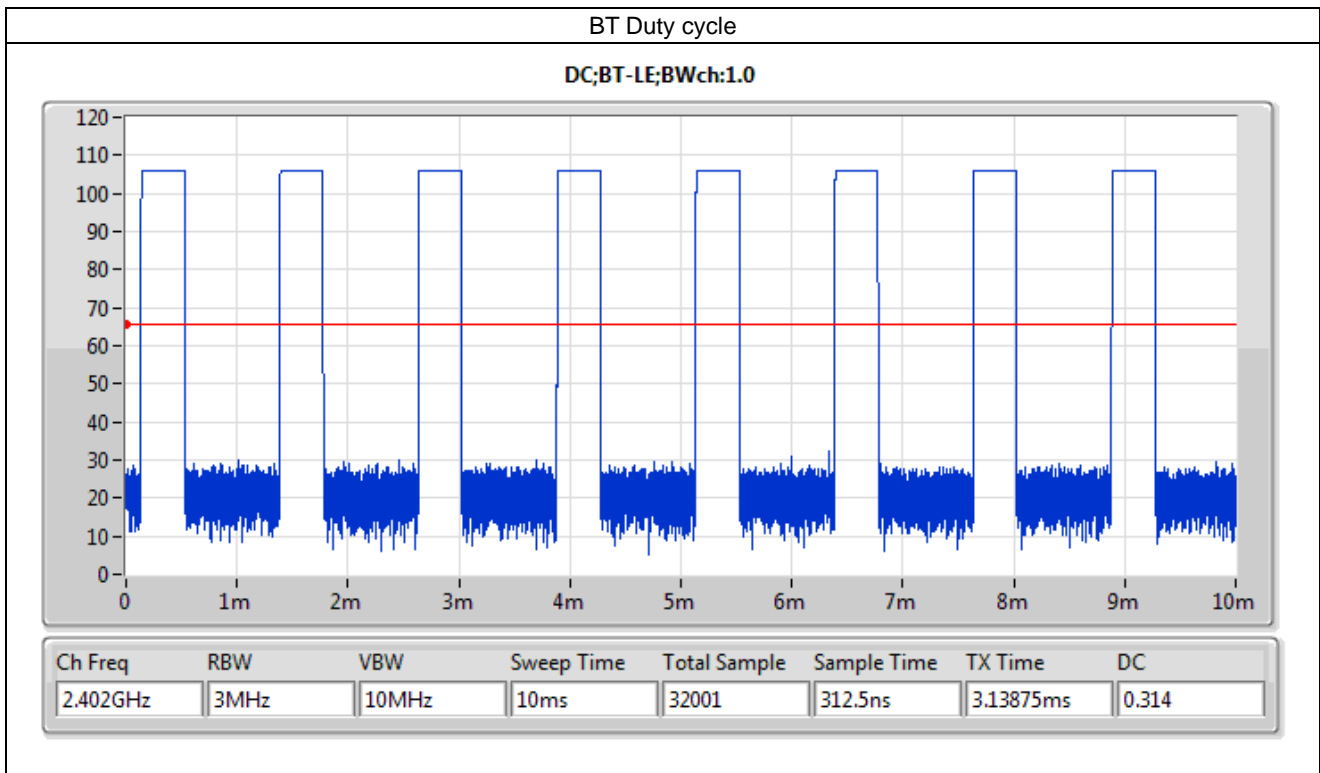 BT Duty cycle
DC;BT-LE;BWch:1.0
120
110
100
90
80
70
60
50
40
30
20
10
0
0 1m 2m 3m 4m 5m 6m 7m 8m 9m 10m
Ch Freq RBW VBW Sweep Time Total Sample Sample Time TX Time DC
2.402GHz 3MHz 10MHz 10ms 32001 312.5ns 3.13875ms 0.314